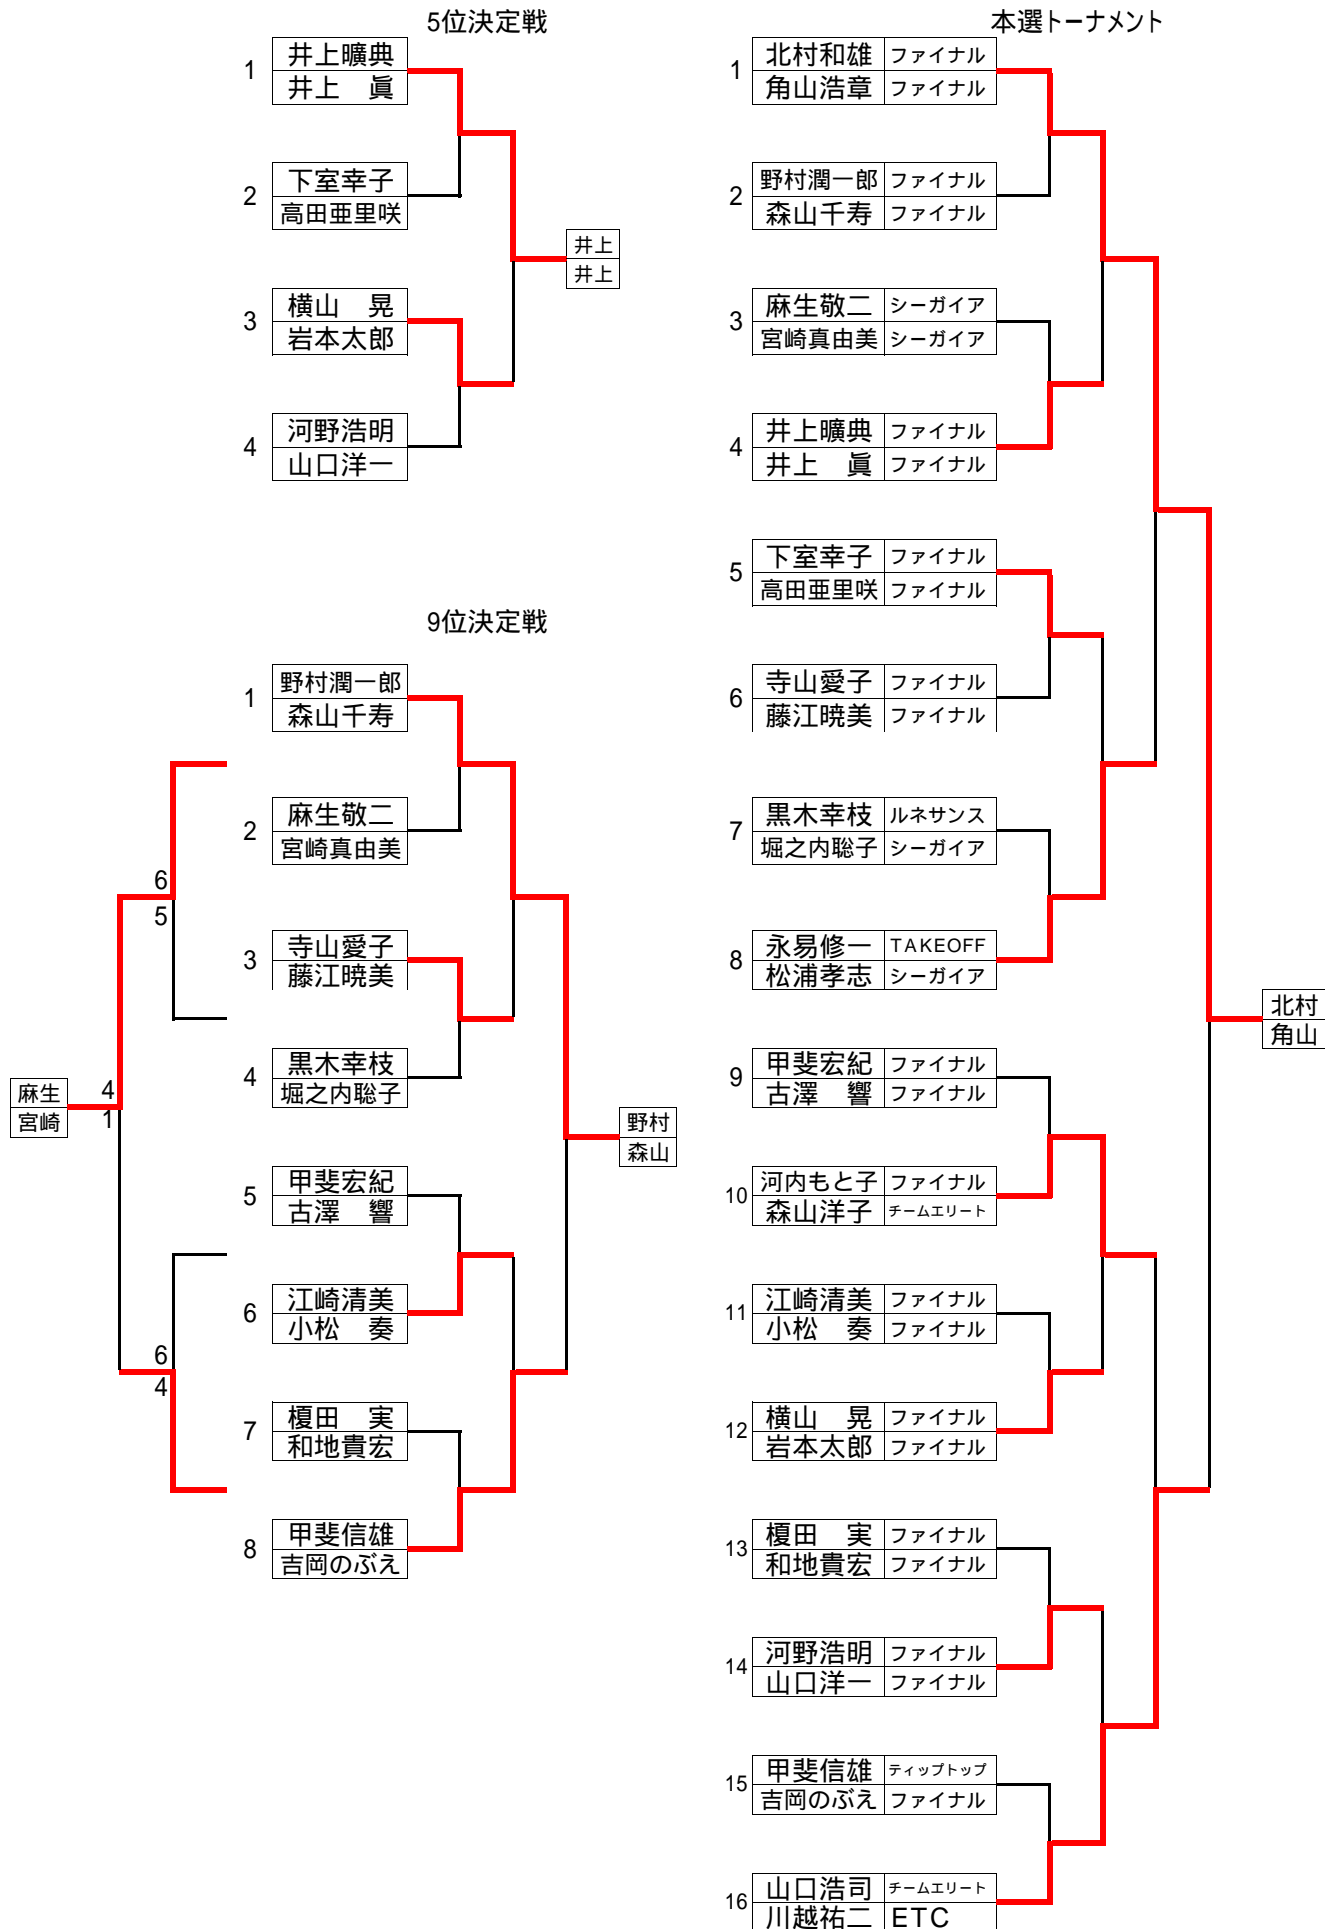 5位決定戦
1
井上曠典
井上　眞
2
下室幸子
高田亜里咲
井上
井上
3
横山　晃
岩本太郎
4
河野浩明
山口洋一
9位決定戦
1
野村潤一郎
森山千寿
2
麻生敬二
宮崎真由美
6
5
3
寺山愛子
藤江暁美
4
黒木幸枝
堀之内聡子
麻生
宮崎
4
1
野村
森山
5
甲斐宏紀
古澤　響
6
江崎清美
小松　奏
6
4
7
榎田　実
和地貴宏
8
甲斐信雄
吉岡のぶえ
本選トーナメント
1
北村和雄 ファイナル
角山浩章 ファイナル
2
野村潤一郎 ファイナル
森山千寿 ファイナル
3
麻生敬二 シーガイア
宮崎真由美 シーガイア
4
井上曠典 ファイナル
井上　眞 ファイナル
5
下室幸子 ファイナル
高田亜里咲 ファイナル
6
寺山愛子 ファイナル
藤江暁美 ファイナル
7
黒木幸枝 ルネサンス
堀之内聡子 シーガイア
8
永易修一 TAKEOFF
松浦孝志 シーガイア
北村
角山
9
甲斐宏紀 ファイナル
古澤　響 ファイナル
10
河内もと子 ファイナル
森山洋子 チームエリート
11
江崎清美 ファイナル
小松　奏 ファイナル
12
横山　晃 ファイナル
岩本太郎 ファイナル
13
榎田　実 ファイナル
和地貴宏 ファイナル
14
河野浩明 ファイナル
山口洋一 ファイナル
15
甲斐信雄 ティップトップ
吉岡のぶえ ファイナル
16
山口浩司 チームエリート
川越祐二 ETC